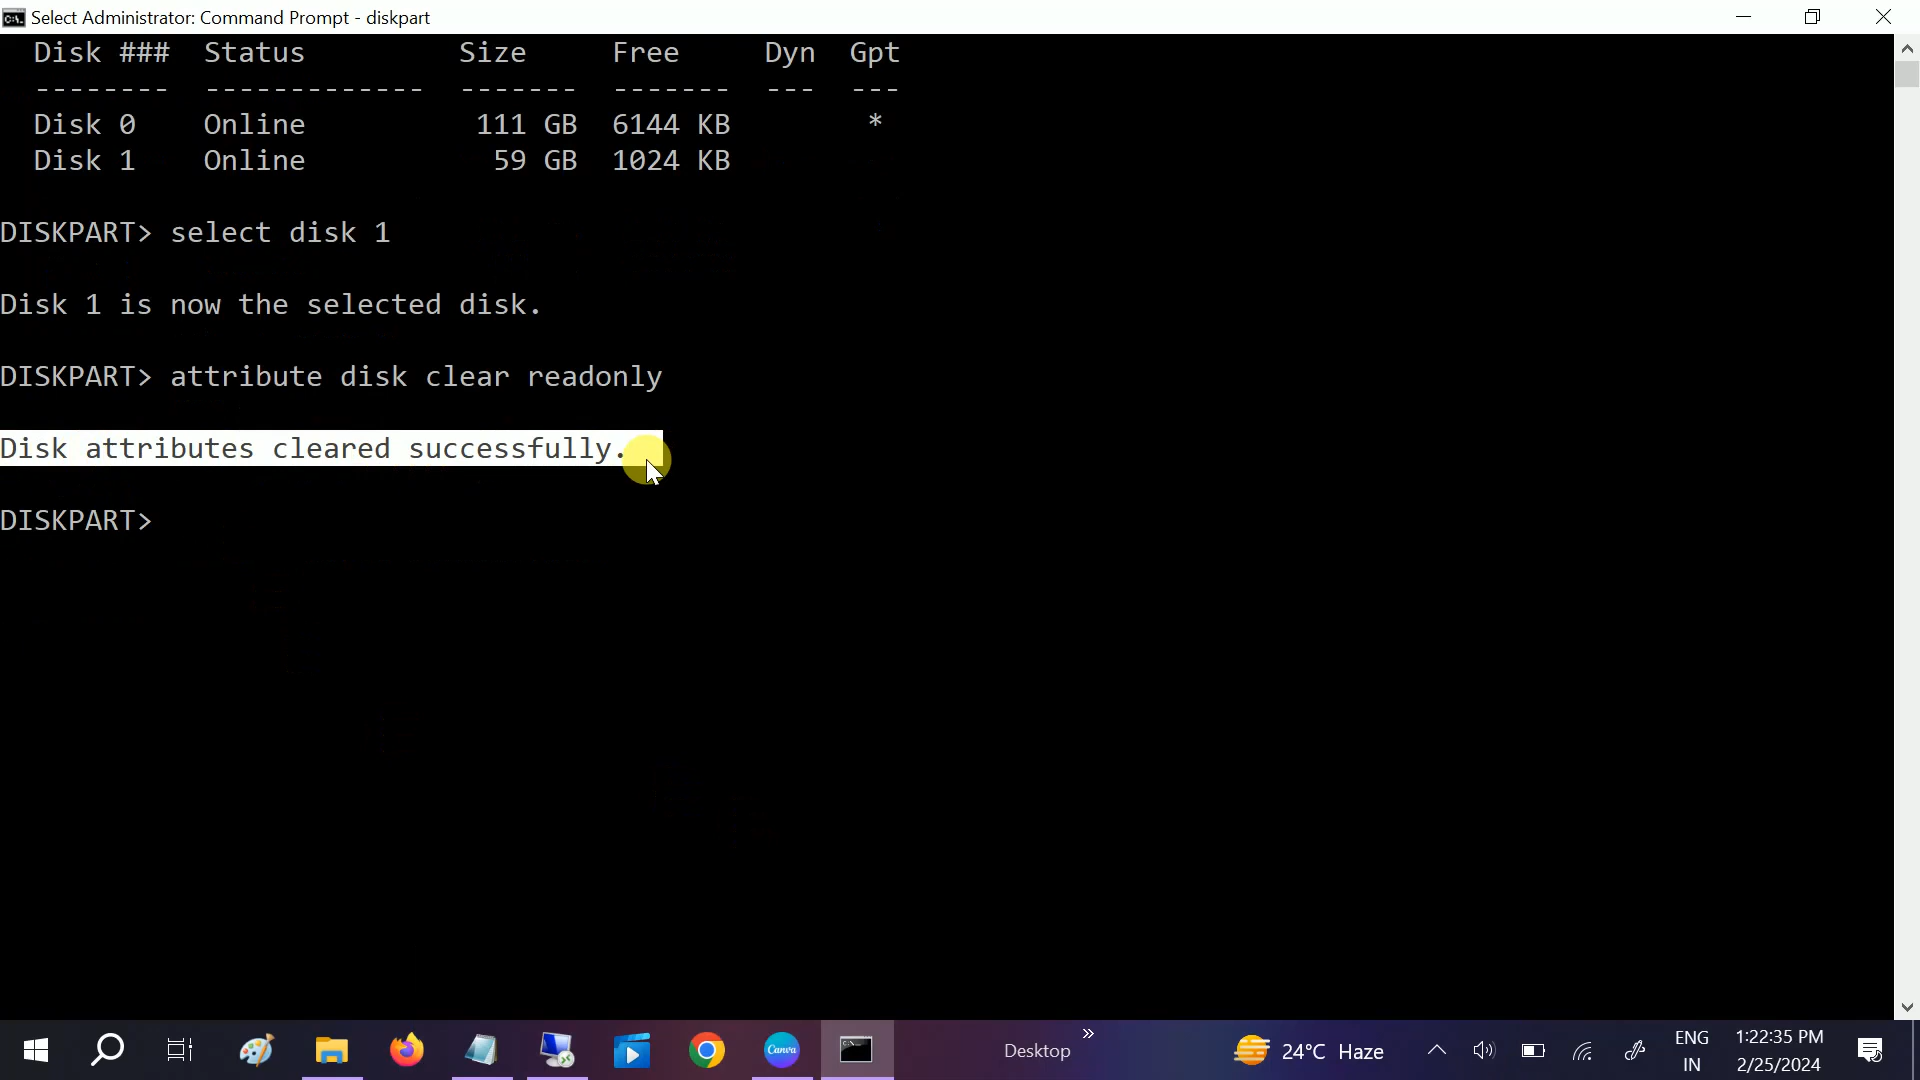 Select Administrator: Command Prompt - diskpart
Disk ### Status Size Free Dyn Gpt
-------- ------------- ------- ------- --- ---
Disk 0 Online 111 GB 6144 KB *
Disk 1 Online 59 GB 1024 KB
DISKPART> select disk 1
Disk 1 is now the selected disk.
DISKPART> attribute disk clear readonly
Disk attributes cleared successfully.
DISKPART>
Canva
Desktop
24°C Haze
ENG
IN
1:22:35 PM
2/25/2024